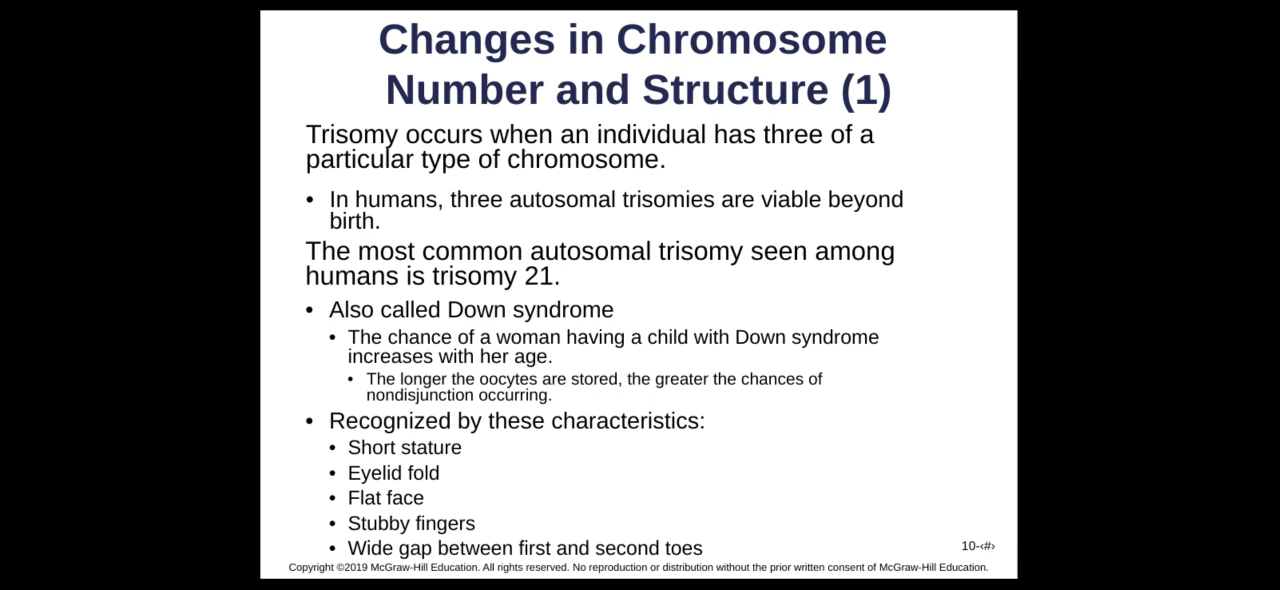 Changes in Chromosome
Number and Structure (1)
Trisomy occurs when an individual has three of a
particular type of chromosome.
• In humans, three autosomal trisomies are viable beyond
birth.
The most common autosomal trisomy seen among
humans is trisomy 21.
• Also called Down syndrome
• The chance of a woman having a child with Down syndrome
increases with her age.
• The longer the oocytes are stored, the greater the chances of
nondisjunction occurring.
• Recognized by these characteristics:
• Short stature
• Eyelid fold
• Flat face
• Stubby fingers
• Wide gap between first and second toes
10-‹#›
Copyright ©2019 McGraw-Hill Education. All rights reserved. No reproduction or distribution without the prior written consent of McGraw-Hill Education.